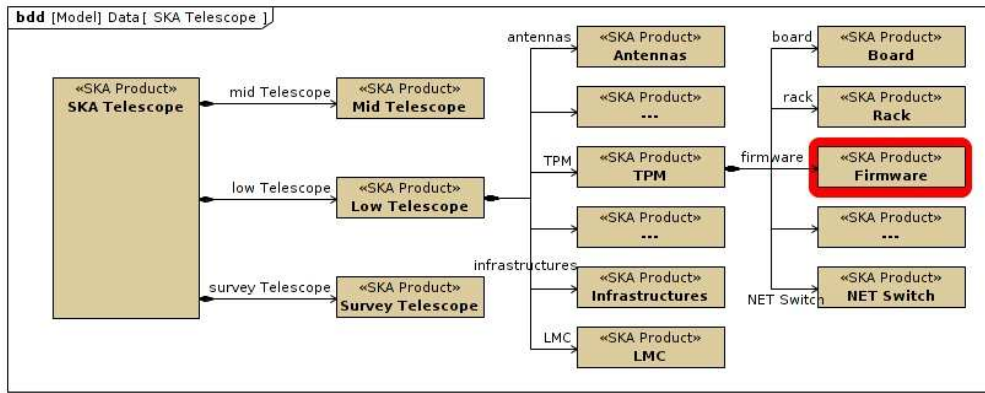 bdd [Model] Data[ SKA Telescope ]
«SKA Product»
SKA Telescope
mid Telescope
«SKA Product»
Mid Telescope
low Telescope
«SKA Product»
Low Telescope
survey Telescope
«SKA Product»
Survey Telescope
antennas
«SKA Product»
Antennas
«SKA Product»
---
TPM
«SKA Product»
TPM
«SKA Product»
---
infrastructures
«SKA Product»
Infrastructures
LMC
«SKA Product»
LMC
board
«SKA Product»
Board
rack
«SKA Product»
Rack
firmware
«SKA Product»
Firmware
«SKA Product»
---
NET Switch
«SKA Product»
NET Switch